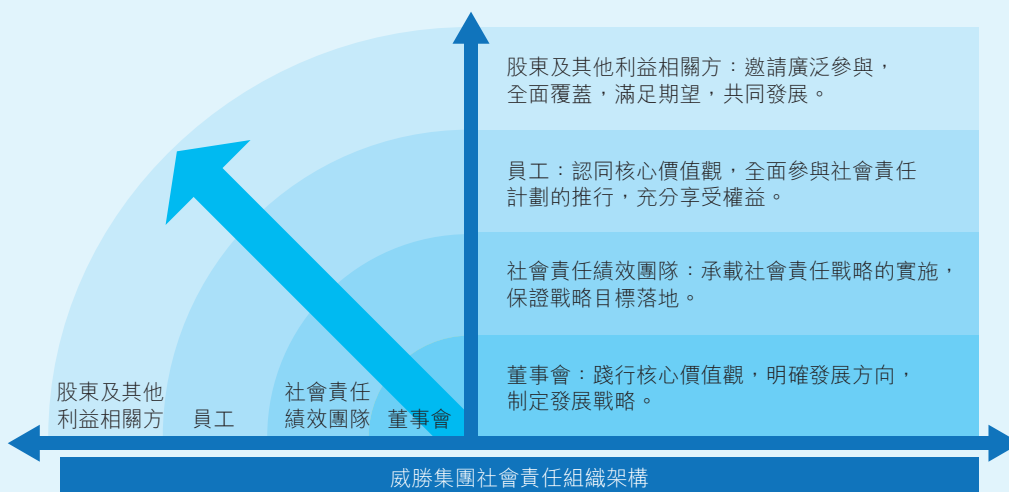 股東及其他利益相關方：邀請廣泛參與，
全面覆蓋，滿足期望，共同發展。
員工：認同核心價值觀，全面參與社會責任
計劃的推行，充分享受權益。
社會責任績效團隊：承載社會責任戰略的實施，
保證戰略目標落地。
董事會：踐行核心價值觀，明確發展方向，
制定發展戰略。
股東及其他
利益相關方
員工
社會責任
績效團隊
董事會
威勝集團社會責任組織架構